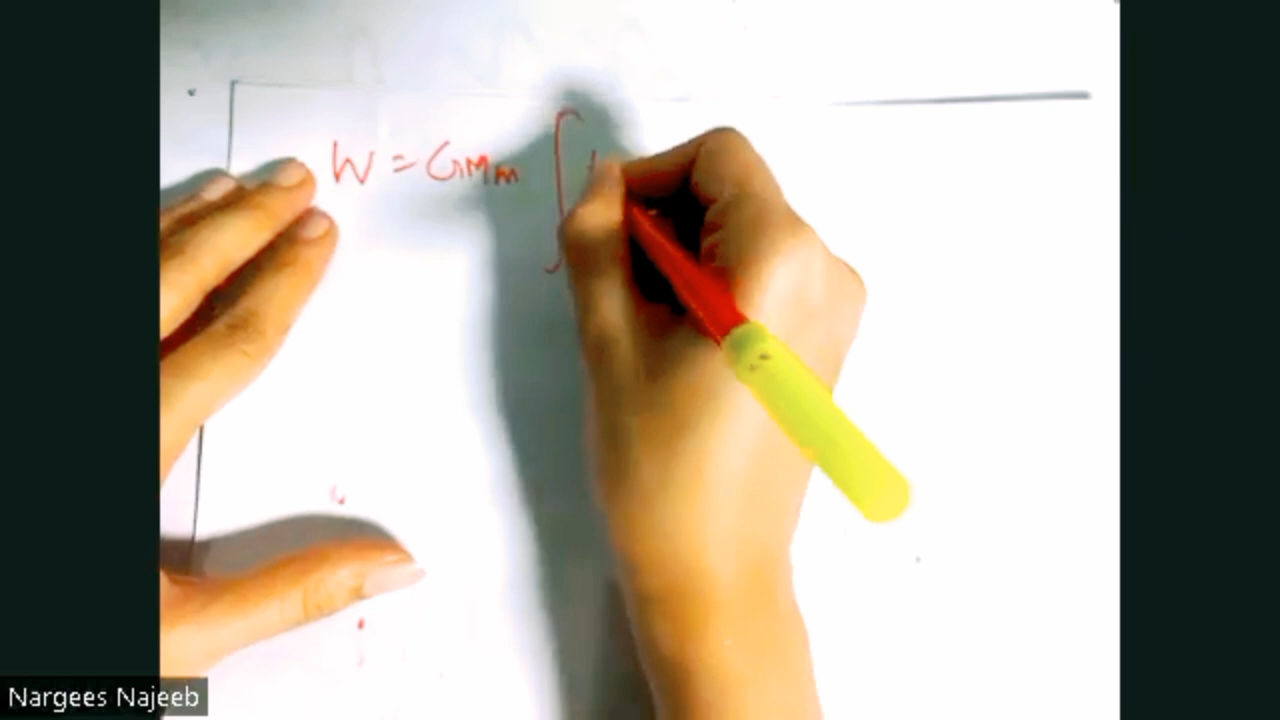 W = GMm ∫
Nargees Najeeb